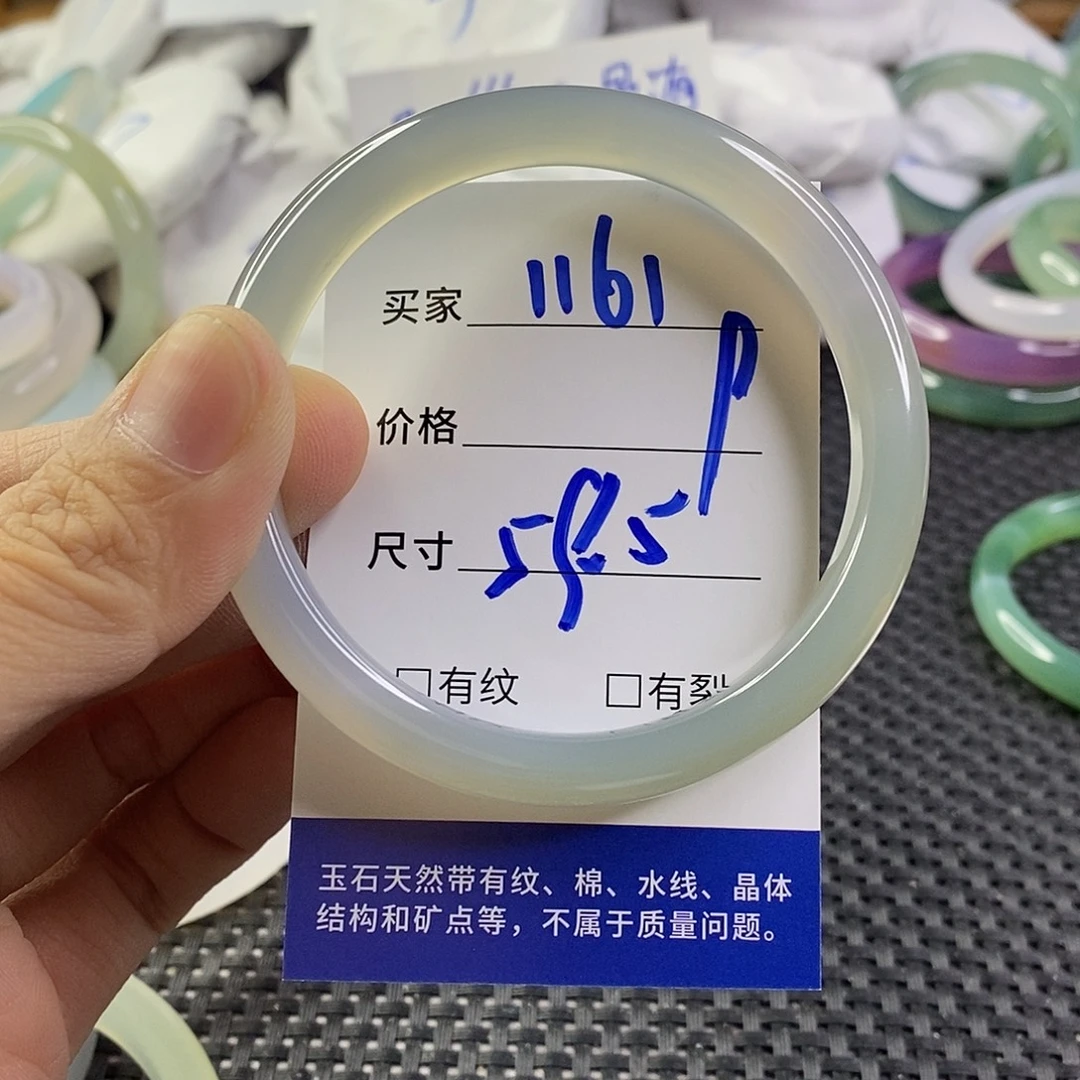 买家 1161
价格
尺寸 58.5
□有纹 □有裂
玉石天然带有纹、棉、水线、晶体
结构和矿点等，不属于质量问题。